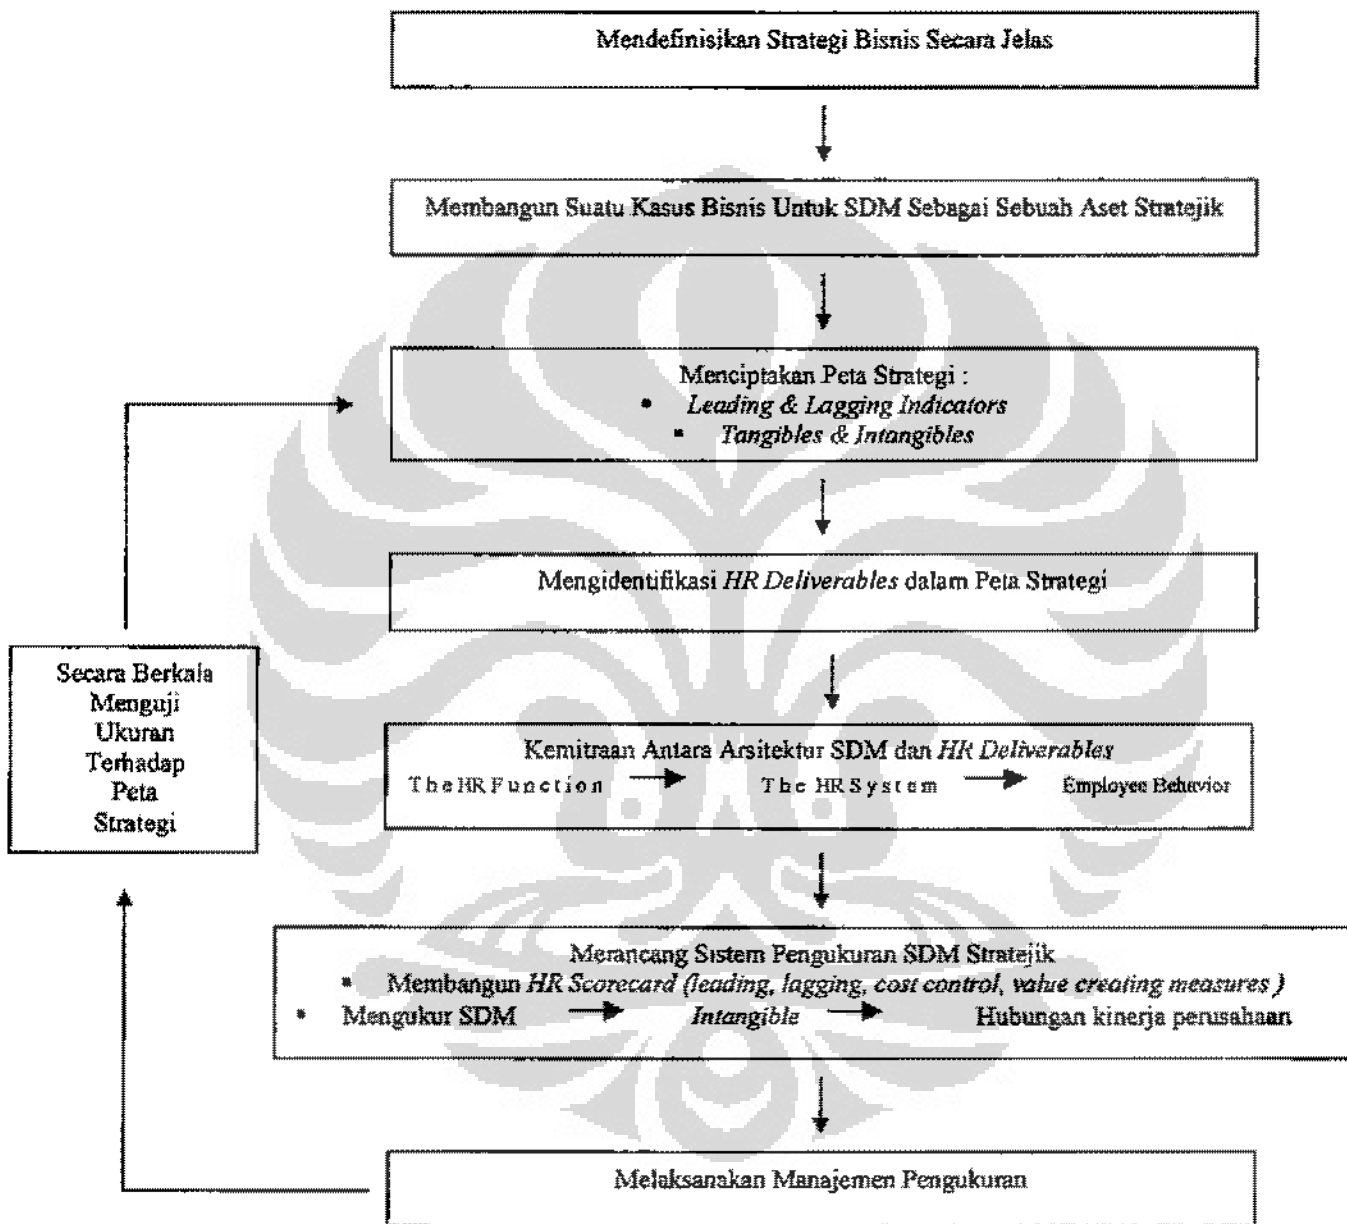 Mendefinisikan Strategi Bisnis Secara Jelas
Membangun Suatu Kasus Bisnis Untuk SDM Sebagai Sebuah Aset Stratejik
Menciptakan Peta Strategi :
• Leading & Lagging Indicators
• Tangibles & Intangibles
Mengidentifikasi HR Deliverables dalam Peta Strategi
Secara Berkala
Menguji
Ukuran
Terhadap
Peta
Strategi
Kemitraan Antara Arsitektur SDM dan HR Deliverables
The HR Function → The HR System → Employee Behavior
Merancang Sistem Pengukuran SDM Stratejik
• Membangun HR Scorecard (leading, lagging, cost control, value creating measures )
• Mengukur SDM → Intangible → Hubungan kinerja perusahaan
Melaksanakan Manajemen Pengukuran